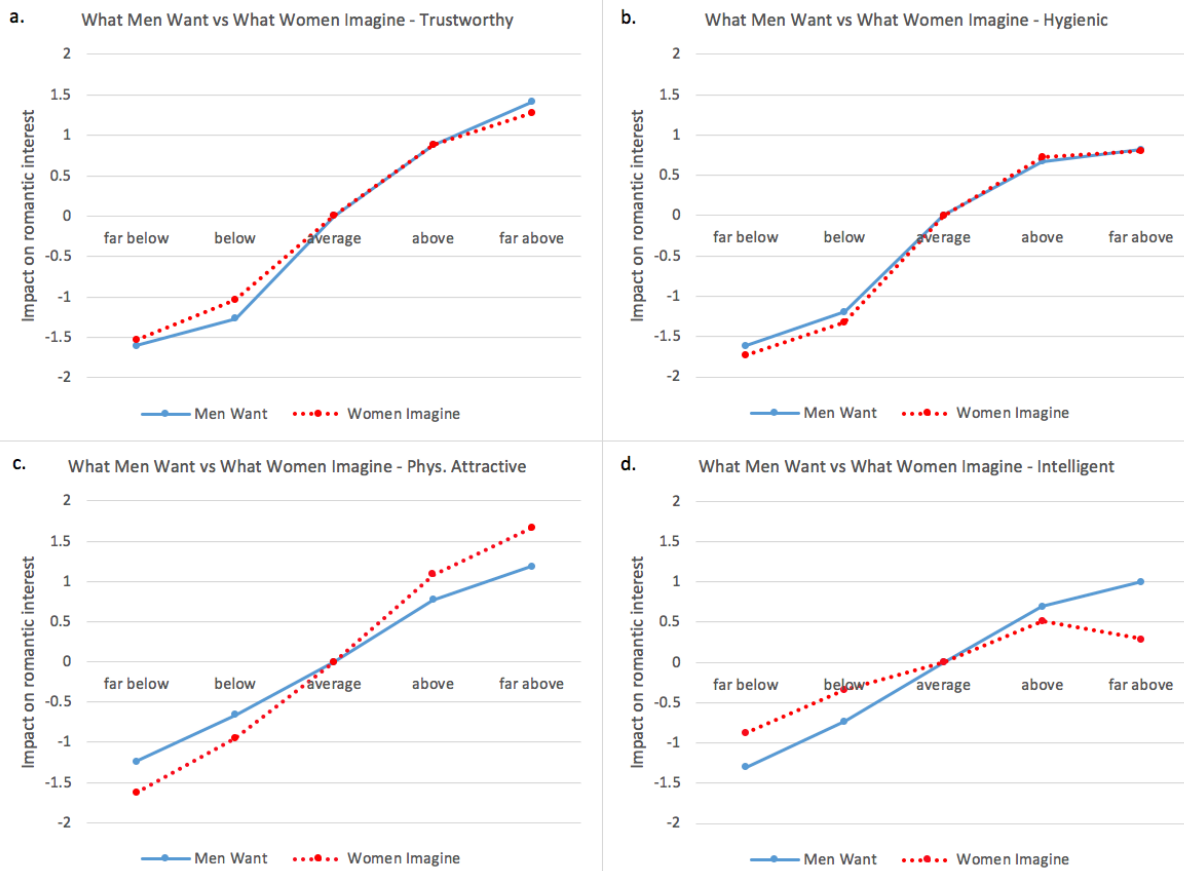 a.
What Men Want vs What Women Imagine - Trustworthy
Impact on romantic interest
2
1.5
1
0.5
0
-0.5
-1
-1.5
-2
far below below average above far above
Men Want Women Imagine
b.
What Men Want vs What Women Imagine - Hygienic
Impact on romantic interest
2
1.5
1
0.5
0
-0.5
-1
-1.5
-2
far below below average above far above
Men Want Women Imagine
c.
What Men Want vs What Women Imagine - Phys. Attractive
Impact on romantic interest
2
1.5
1
0.5
0
-0.5
-1
-1.5
-2
far below below average above far above
Men Want Women Imagine
d.
What Men Want vs What Women Imagine - Intelligent
Impact on romantic interest
2
1.5
1
0.5
0
-0.5
-1
-1.5
-2
far below below average above far above
Men Want Women Imagine